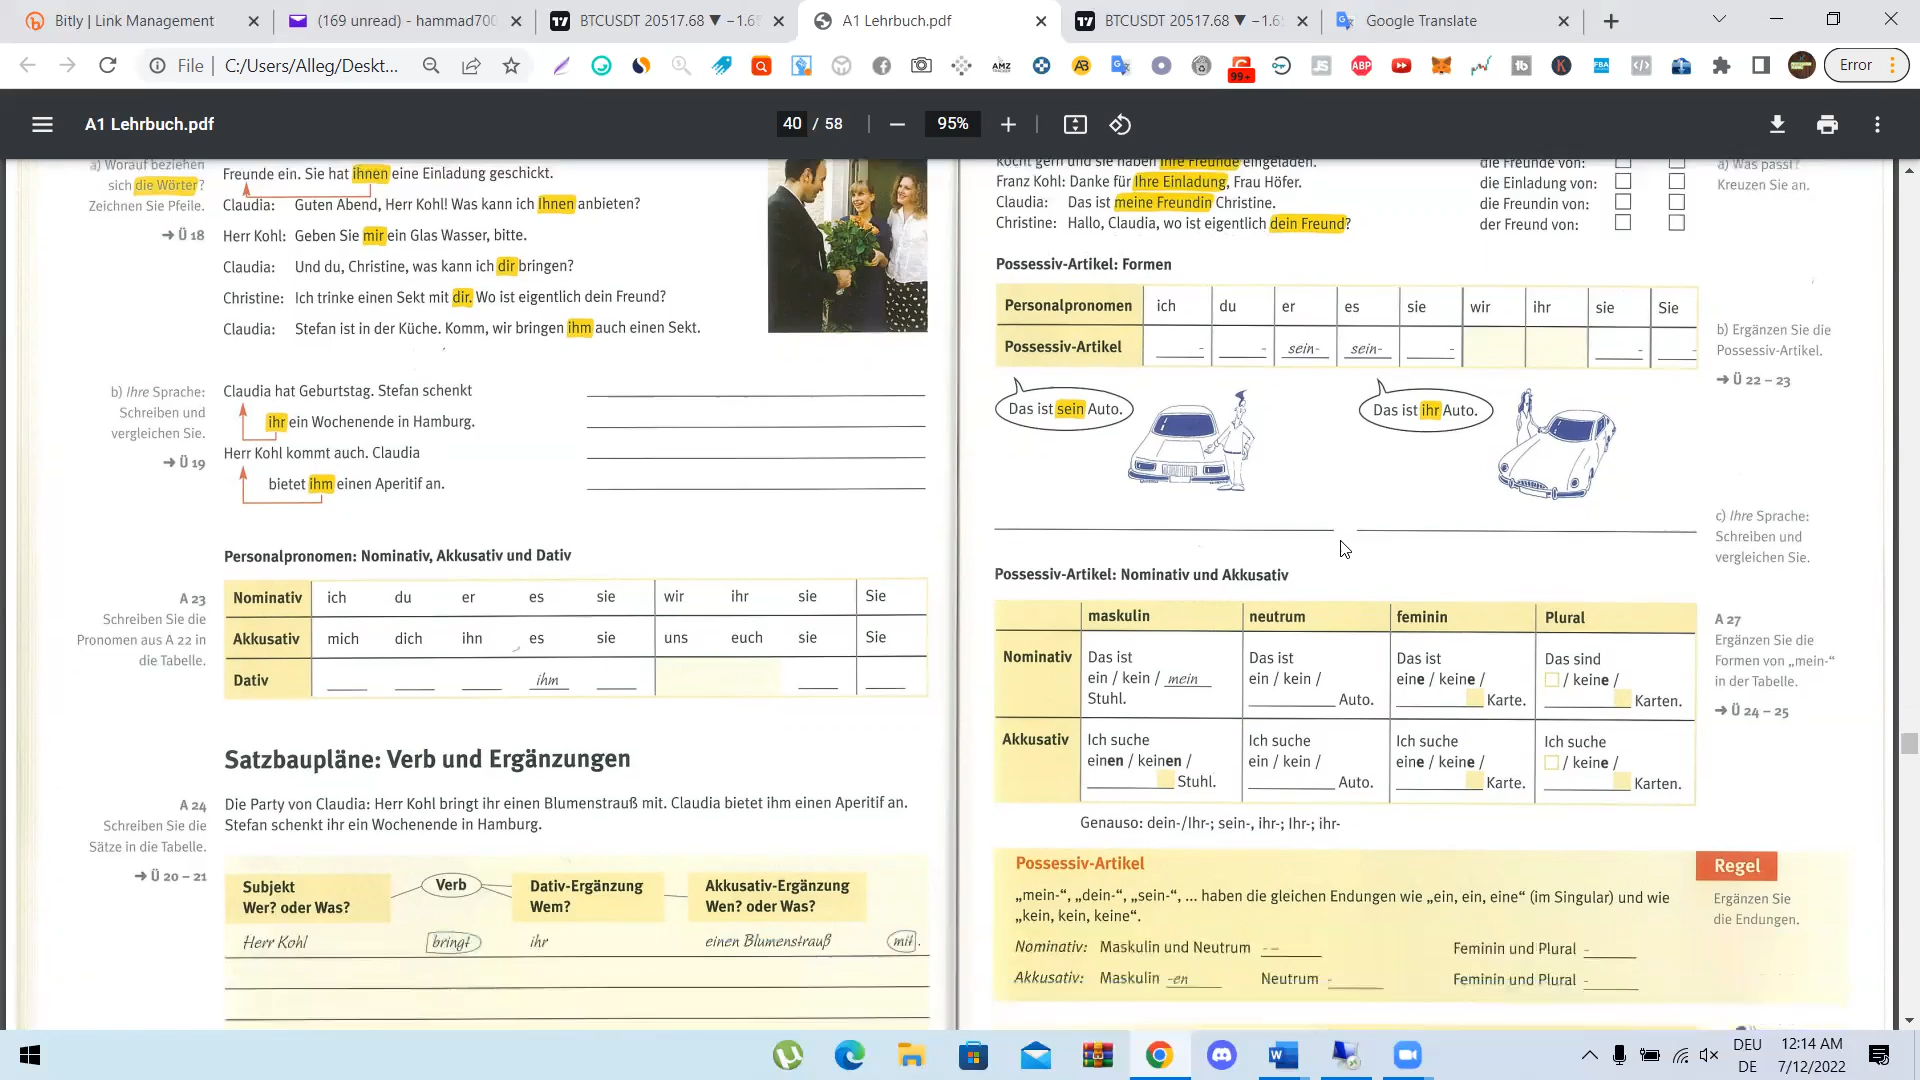 Bitly | Link Management
(169 unread) - hammad700
BTCUSDT 20517.68 ▼ −1.6
A1 Lehrbuch.pdf
BTCUSDT 20517.68 ▼ −1.6
Google Translate
File | C:/Users/Alleg/Deskt...
99+
Error
A1 Lehrbuch.pdf
40 / 58
95%
a) Worauf beziehen
sich die Wörter?
Zeichnen Sie Pfeile.
→ Ü 18
Freunde ein. Sie hat ihnen eine Einladung geschickt.
Claudia: Guten Abend, Herr Kohl! Was kann ich Ihnen anbieten?
Herr Kohl: Geben Sie mir ein Glas Wasser, bitte.
Claudia: Und du, Christine, was kann ich dir bringen?
Christine: Ich trinke einen Sekt mit dir. Wo ist eigentlich dein Freund?
Claudia: Stefan ist in der Küche. Komm, wir bringen ihm auch einen Sekt.
b) Ihre Sprache:
Schreiben und
vergleichen Sie.
→ Ü 19
Claudia hat Geburtstag. Stefan schenkt
ihr ein Wochenende in Hamburg.
Herr Kohl kommt auch. Claudia
bietet ihm einen Aperitif an.
Personalpronomen: Nominativ, Akkusativ und Dativ
A 23
Schreiben Sie die
Pronomen aus A 22 in
die Tabelle.
Nominativ ich du er es sie wir ihr sie Sie
Akkusativ mich dich ihn es sie uns euch sie Sie
Dativ ihm
Satzbaupläne: Verb und Ergänzungen
A 24
Schreiben Sie die
Sätze in die Tabelle.
→ Ü 20 – 21
Die Party von Claudia: Herr Kohl bringt ihr einen Blumenstrauß mit. Claudia bietet ihm einen Aperitif an.
Stefan schenkt ihr ein Wochenende in Hamburg.
Subjekt
Wer? oder Was?
Verb
Dativ-Ergänzung
Wem?
Akkusativ-Ergänzung
Wen? oder Was?
Herr Kohl bringt ihr einen Blumenstrauß mit.
kocht gern und sie haben ihre Freunde eingeladen.
Franz Kohl: Danke für Ihre Einladung, Frau Höfer.
Claudia: Das ist meine Freundin Christine.
Christine: Hallo, Claudia, wo ist eigentlich dein Freund?
die Freunde von:
die Einladung von:
die Freundin von:
der Freund von:
a) Was passt?
Kreuzen Sie an.
Possessiv-Artikel: Formen
Personalpronomen ich du er es sie wir ihr sie Sie
Possessiv-Artikel - - sein- sein- - - -
b) Ergänzen Sie die
Possessiv-Artikel.
→ Ü 22 – 23
Das ist sein Auto.
Das ist ihr Auto.
c) Ihre Sprache:
Schreiben und
vergleichen Sie.
Possessiv-Artikel: Nominativ und Akkusativ
maskulin neutrum feminin Plural
Nominativ
Das ist
ein / kein / mein
Stuhl.
Das ist
ein / kein /
Auto.
Das ist
eine / keine /
Karte.
Das sind
/ keine /
Karten.
Akkusativ
Ich suche
einen / keinen /
Stuhl.
Ich suche
ein / kein /
Auto.
Ich suche
eine / keine /
Karte.
Ich suche
/ keine /
Karten.
A 27
Ergänzen Sie die
Formen von „mein-“
in der Tabelle.
→ Ü 24 – 25
Genauso: dein-/Ihr-; sein-, ihr-; Ihr-; ihr-
Possessiv-Artikel
Regel
„mein-“, „dein-“, „sein-“, ... haben die gleichen Endungen wie „ein, ein, eine“ (im Singular) und wie
„kein, kein, keine“.
Nominativ: Maskulin und Neutrum -– Feminin und Plural -
Akkusativ: Maskulin -en Neutrum - Feminin und Plural -
Ergänzen Sie
die Endungen.
DEU
DE
12:14 AM
7/12/2022